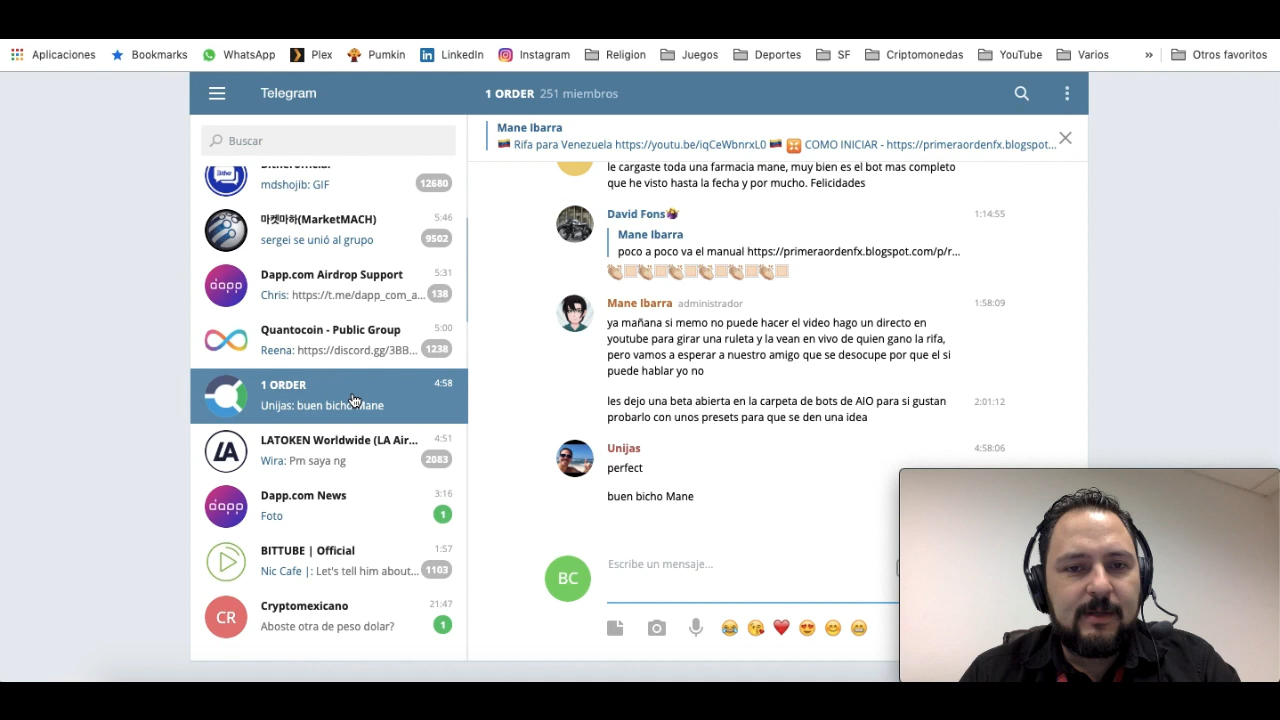 Aplicaciones Bookmarks WhatsApp Plex Pumkin LinkedIn Instagram Religion Juegos Deportes SF Criptomonedas YouTube Varios » Otros favoritos
Telegram
1 ORDER 251 miembros
Buscar
Mane Ibarra
🇻🇪 Rifa para Venezuela https://youtu.be/iqCeWbnrxL0 🇻🇪 COMO INICIAR - https://primeraordenfx.blogspot...
mdshojib: GIF
12680
마켓마하(MarketMACH)
5:46
sergei se unió al grupo
9502
Dapp.com Airdrop Support
5:31
Chris: https://t.me/dapp_com_a...
138
Quantocoin - Public Group
5:00
Reena: https://discord.gg/3BB...
1238
1 ORDER
4:58
Unijas: buen bicho Mane
LA
LATOKEN Worldwide (LA Air...
4:51
Wira: Pm saya ng
2083
dapp
Dapp.com News
3:16
Foto
1
BITTUBE | Official
1:57
Nic Cafe |: Let's tell him about...
1103
CR
Cryptomexicano
21:47
Aboste otra de peso dolar?
1
le cargaste toda una farmacia mane, muy bien es el bot mas completo
que he visto hasta la fecha y por mucho. Felicidades
David Fons
1:14:55
Mane Ibarra
poco a poco va el manual https://primeraordenfx.blogspot.com/p/r...
Mane Ibarra administrador
1:58:09
ya mañana si memo no puede hacer el video hago un directo en
youtube para girar una ruleta y la vean en vivo de quien gano la rifa,
pero vamos a esperar a nuestro amigo que se desocupe por que el si
puede hablar yo no
les dejo una beta abierta en la carpeta de bots de AIO para si gustan
2:01:12
probarlo con unos presets para que se den una idea
Unijas
4:58:06
perfect
buen bicho Mane
BC
Escribe un mensaje...